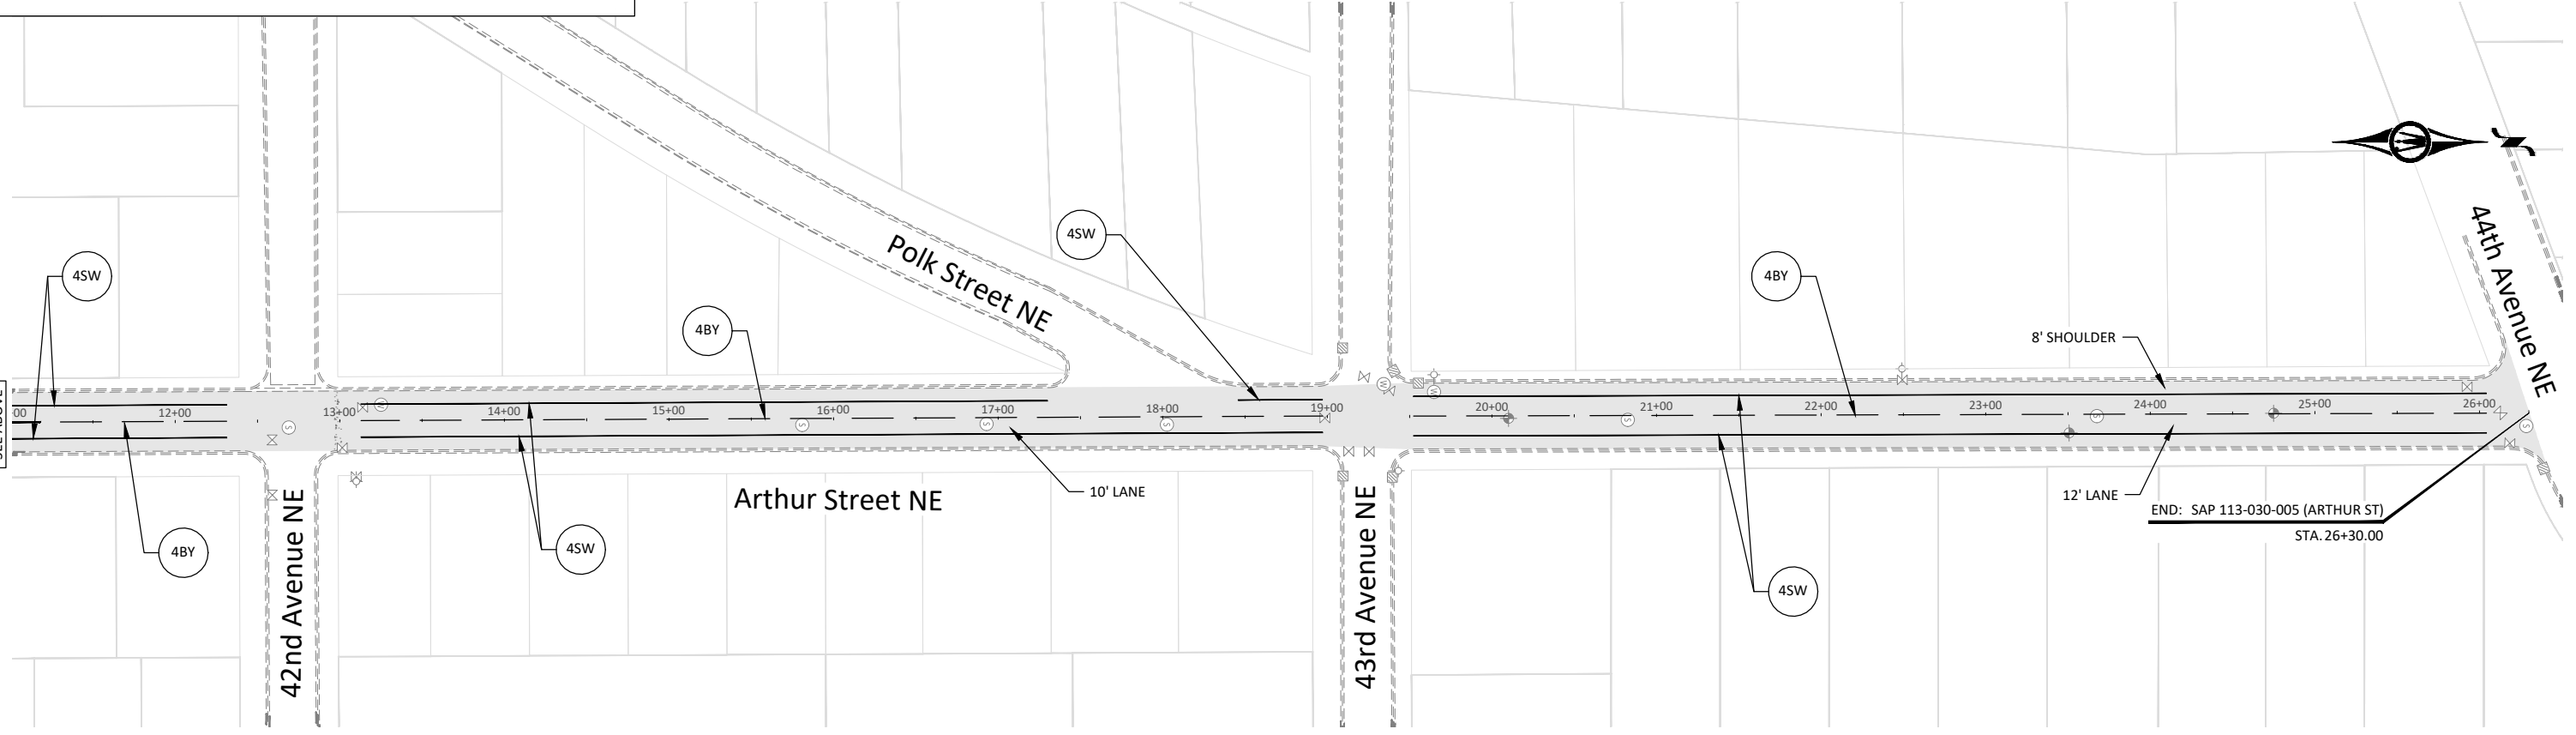 44th Avenue NE
4SW
Polk Street NE
4SW
4BY
4BY
8' SHOULDER
00
12+00
13+00
14+00
15+00
16+00
17+00
18+00
19+00
20+00
21+00
22+00
23+00
24+00
25+00
26+00
W
W
W
S
S
S
S
S
S
S
4BY
42nd Avenue NE
4SW
Arthur Street NE
10' LANE
43rd Avenue NE
4SW
12' LANE
END: SAP 113-030-005 (ARTHUR ST)
STA. 26+30.00
N